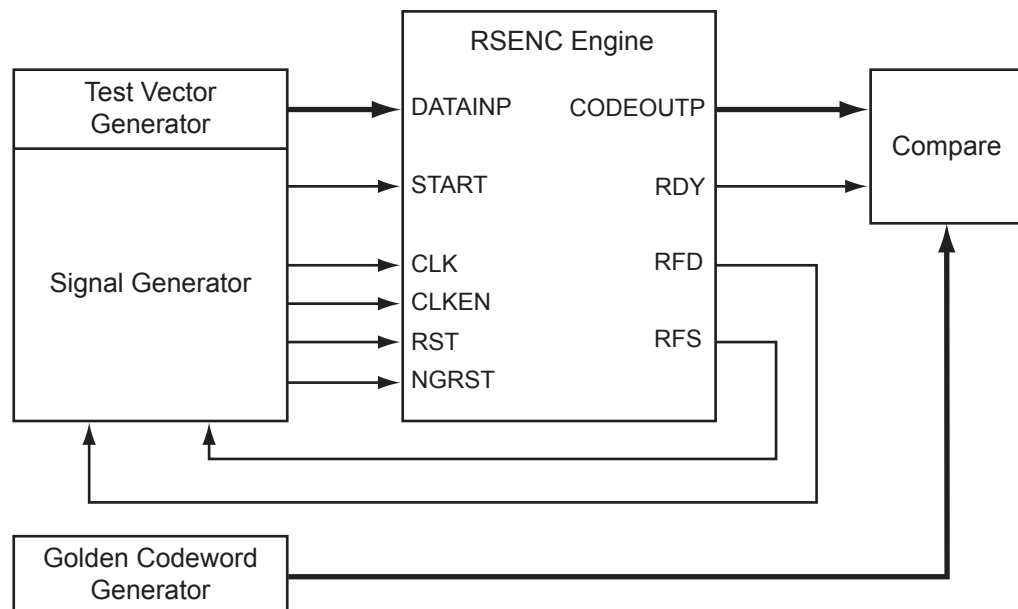 RSENC Engine
Test Vector
Generator
DATAINP
CODEOUTP
Compare
START
RDY
Signal Generator
CLK
RFD
CLKEN
RST
RFS
NGRST
Golden Codeword
Generator